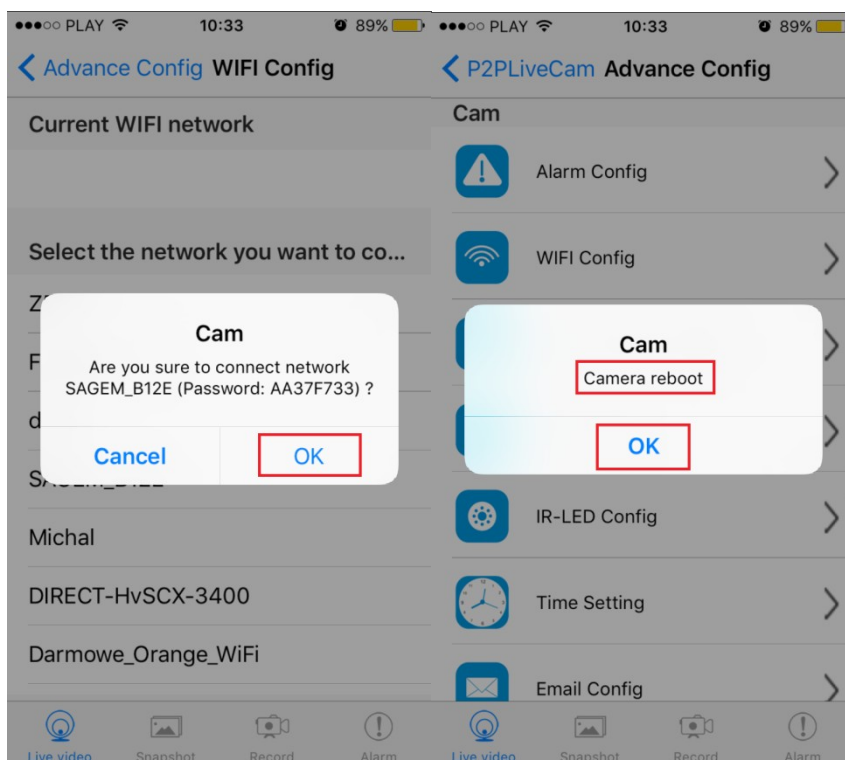 PLAY 10:33 89%
Advance Config WIFI Config
Current WIFI network
Select the network you want to co...
Z
F
d
Cam
Are you sure to connect network
SAGEM_B12E (Password: AA37F733) ?
Cancel OK
Michal
DIRECT-HvSCX-3400
Darmowe_Orange_WiFi
Live video Snapshot Record Alarm
PLAY 10:33 89%
P2PLiveCam Advance Config
Cam
Alarm Config
WIFI Config
Cam
Camera reboot
OK
IR-LED Config
Time Setting
Email Config
Live video Snapshot Record Alarm